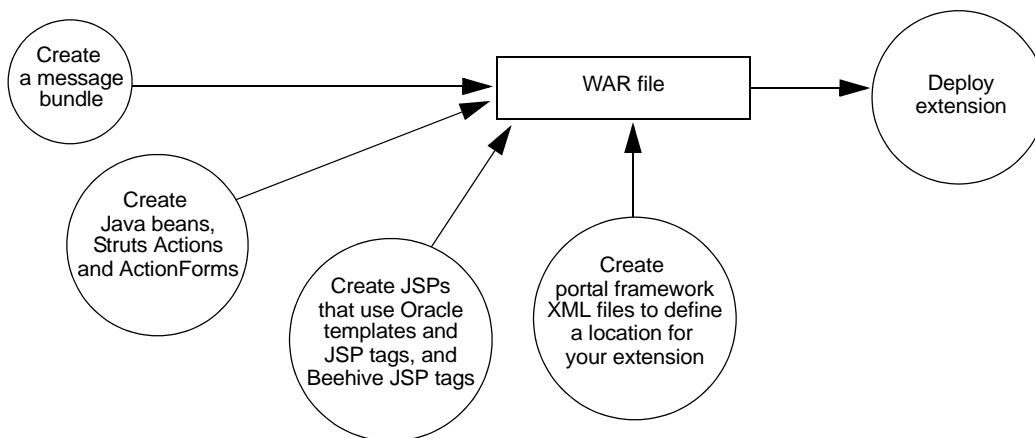 Create
a message
bundle
WAR file
Deploy
extension
Create
Java beans,
Struts Actions
and ActionForms
Create JSPs
that use Oracle
templates and
JSP tags, and
Beehive JSP tags
Create
portal framework
XML files to define
a location for
your extension